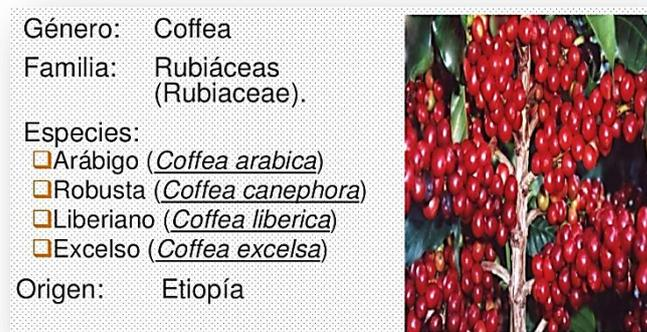 Género: Coffea
Familia: Rubiáceas
(Rubiaceae).
Especies:
❑Arábigo (Coffea arabica)
❑Robusta (Coffea canephora)
❑Liberiano (Coffea liberica)
❑Excelso (Coffea excelsa)
Origen: Etiopía